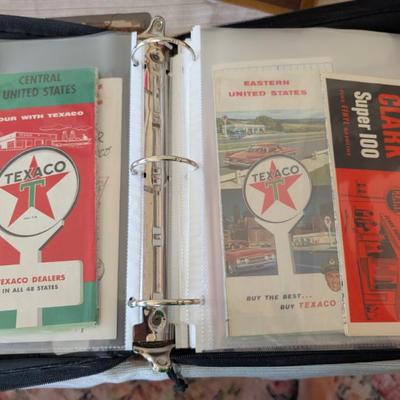 CENTRAL
UNITED STATES
OUR WITH TEXACO
TEXACO
T
TEXACO DEALERS
IN ALL 48 STATES
EASTERN
UNITED STATES
TEXACO
T
BUY THE BEST...
BUY TEXACO
CLARK
Super 100